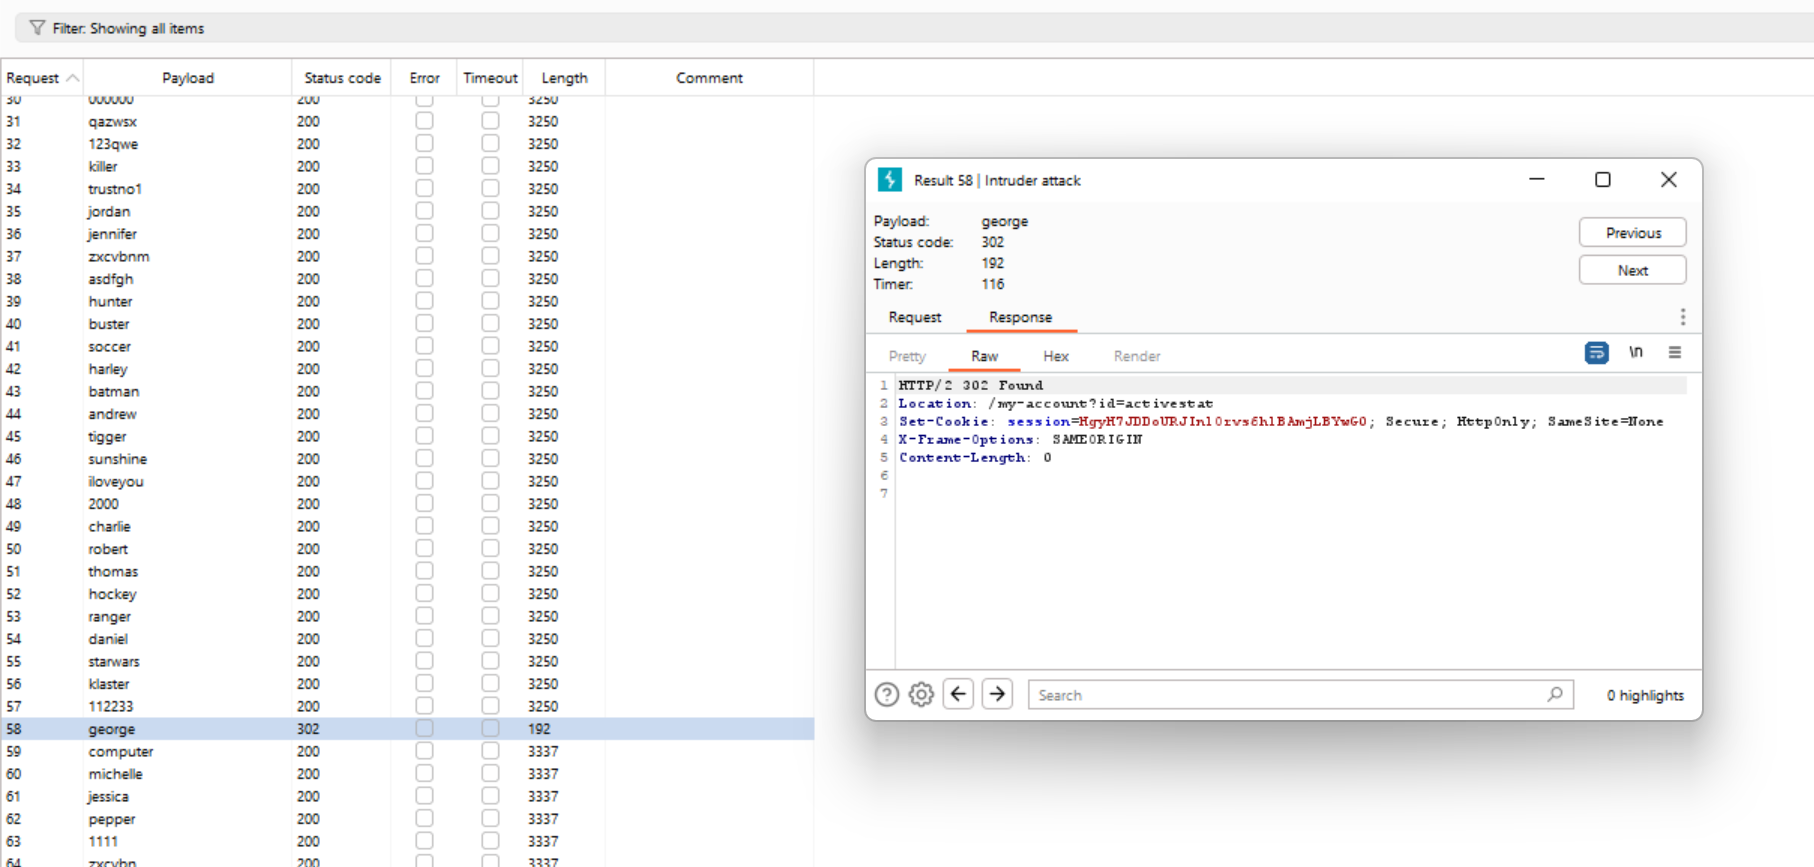 Filter: Showing all items
Request Payload Status code Error Timeout Length Comment
30 000000 200 3250
31 qazwsx 200 3250
32 123qwe 200 3250
33 killer 200 3250
34 trustno1 200 3250
35 jordan 200 3250
36 jennifer 200 3250
37 zxcvbnm 200 3250
38 asdfgh 200 3250
39 hunter 200 3250
40 buster 200 3250
41 soccer 200 3250
42 harley 200 3250
43 batman 200 3250
44 andrew 200 3250
45 tigger 200 3250
46 sunshine 200 3250
47 iloveyou 200 3250
48 2000 200 3250
49 charlie 200 3250
50 robert 200 3250
51 thomas 200 3250
52 hockey 200 3250
53 ranger 200 3250
54 daniel 200 3250
55 starwars 200 3250
56 klaster 200 3250
57 112233 200 3250
58 george 302 192
59 computer 200 3337
60 michelle 200 3337
61 jessica 200 3337
62 pepper 200 3337
63 1111 200 3337
64 zxcvbn 200 3337
Result 58 | Intruder attack
Payload: george
Status code: 302
Length: 192
Timer: 116
Previous
Next
Request Response
Pretty Raw Hex Render \n
1 HTTP/2 302 Found
2 Location: /my-account?id=activestat
3 Set-Cookie: session=HgyH7JDDoURJInl0rvs6hlBAmjLBYwG0; Secure; HttpOnly; SameSite=None
4 X-Frame-Options: SAMEORIGIN
5 Content-Length: 0
6
7
Search
0 highlights